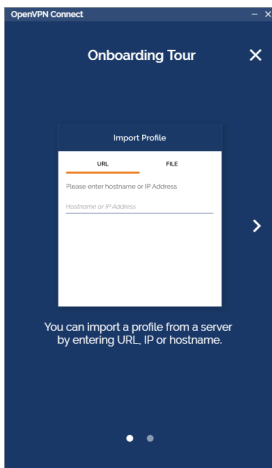 OpenVPN Connect
Onboarding Tour
Import Profile
URL FILE
Please enter hostname or IP Address
Hostname or IP Address
You can import a profile from a server
by entering URL, IP or hostname.